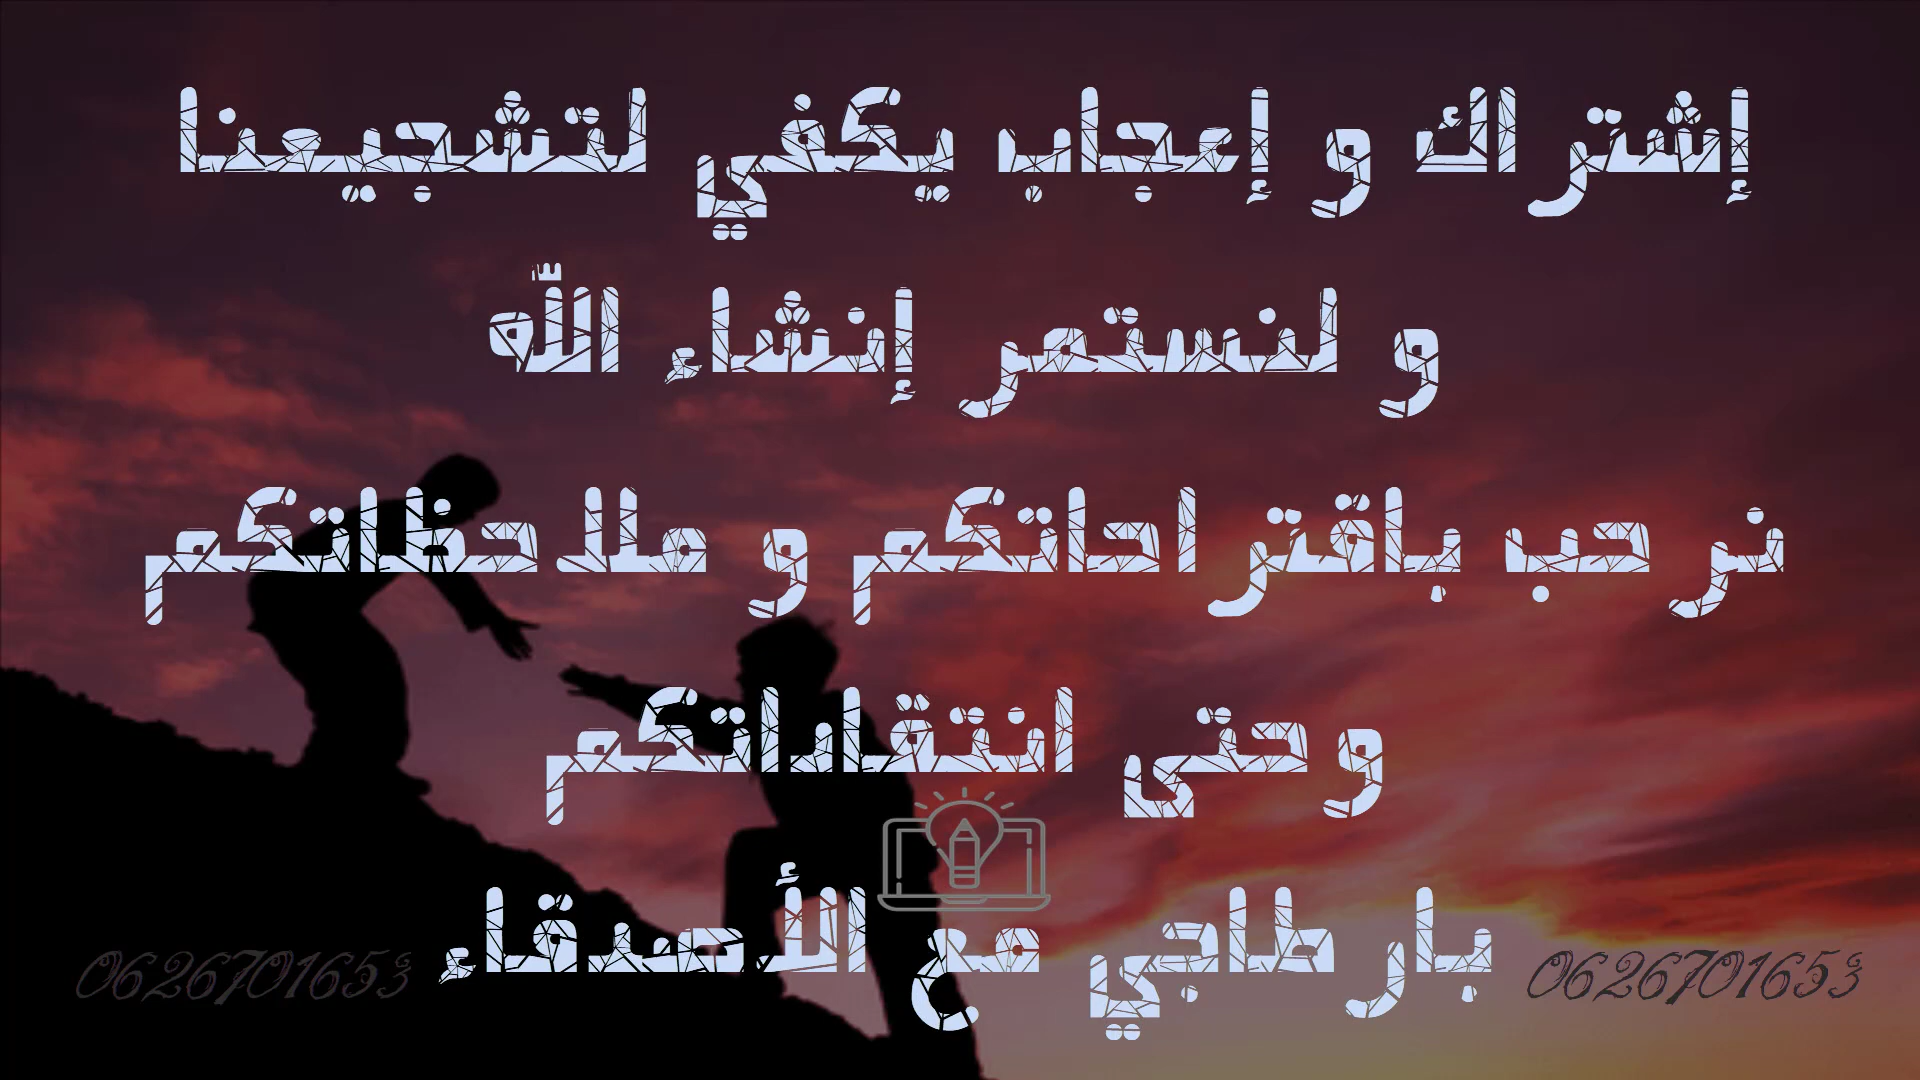 إشتراك و إعجاب يكفي لتشجيعنا
و لنستمر إنشاء الله
نرحب باقتراحاتكم و ملاحظاتكم
وحتى انتقاداتكم
بارطاجي مع الأصدقاء
0626701653
0626701653